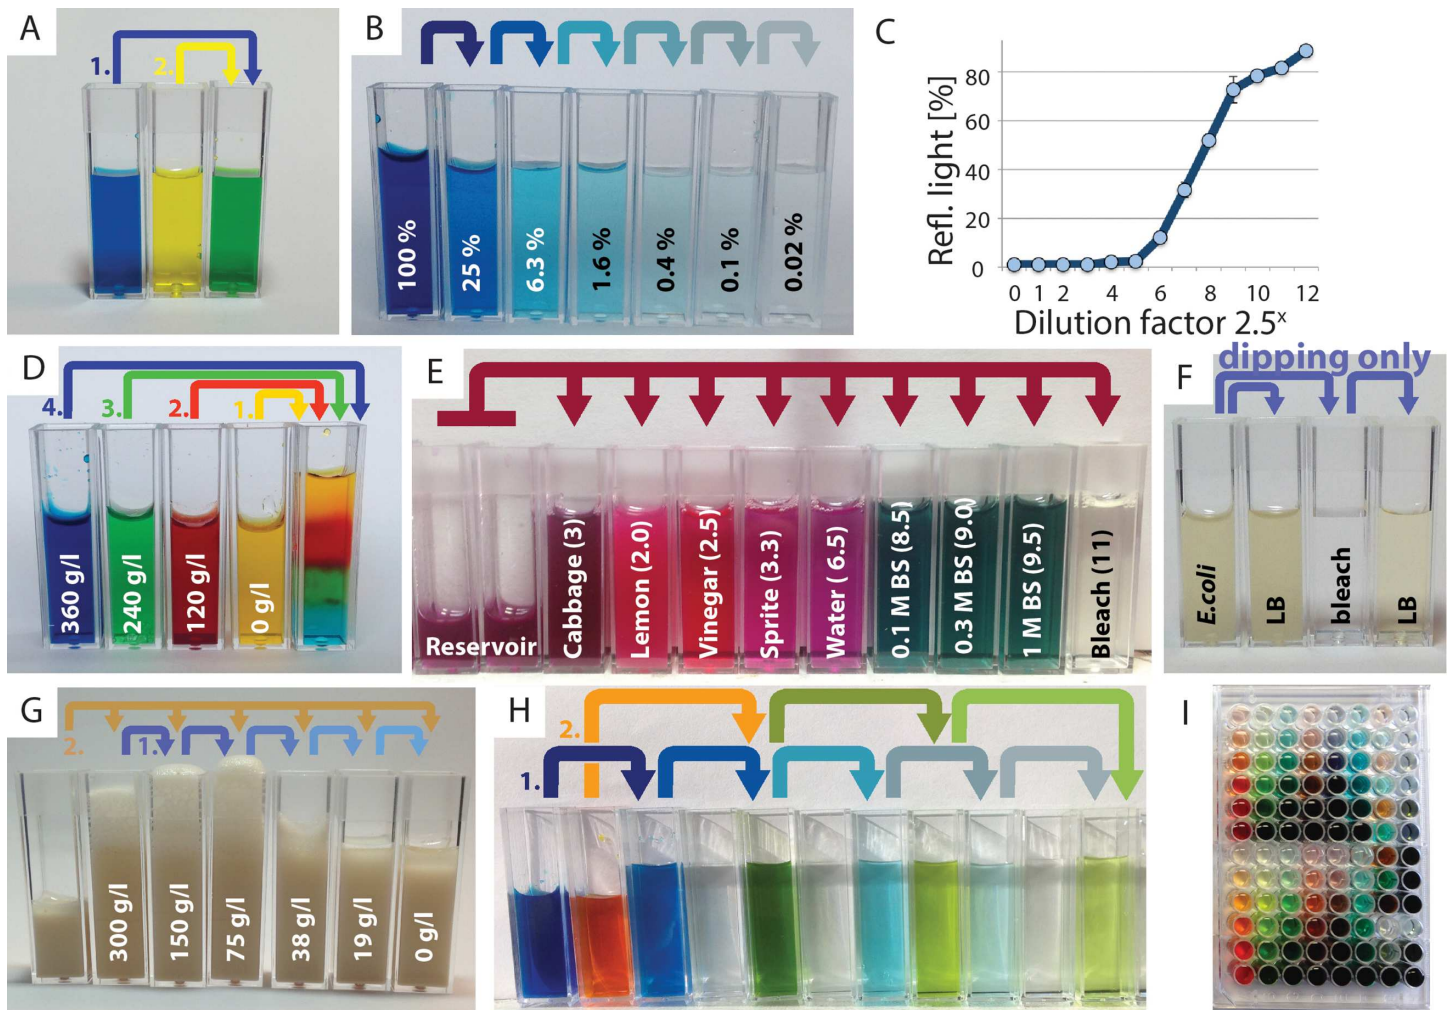 A
1.
2.
B
100 %
25 %
6.3 %
1.6 %
0.4 %
0.1 %
0.02 %
C
Refl. light [%]
80
60
40
20
0
0 1 2 4 6 8 10 12
Dilution factor 2.5ˣ
D
4.
3.
2.
1.
360 g/l
240 g/l
120 g/l
0 g/l
E
Reservoir
Cabbage (3)
Lemon (2.0)
Vinegar (2.5)
Sprite (3.3)
Water ( 6.5)
0.1 M BS (8.5)
0.3 M BS (9.0)
1 M BS (9.5)
Bleach (11)
F
dipping only
E.coli
LB
bleach
LB
G
2.
1.
300 g/l
150 g/l
75 g/l
38 g/l
19 g/l
0 g/l
H
2.
1.
I